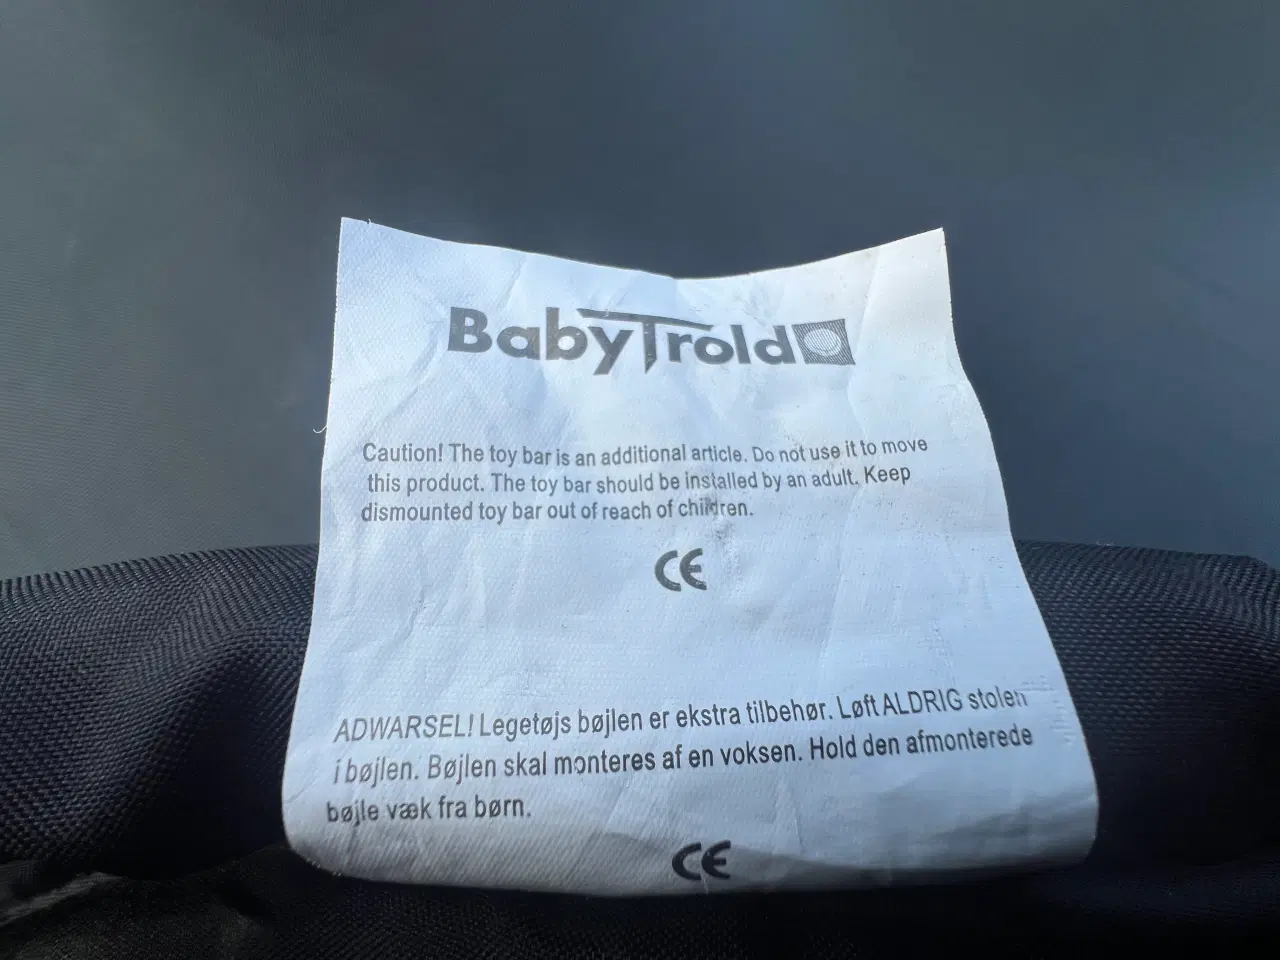 BabyTrold
Caution! The toy bar is an additional article. Do not use it to move
this product. The toy bar should be installed by an adult. Keep
dismounted toy bar out of reach of children.
CE
ADWARSEL! Legetøjs bøjlen er ekstra tilbehør. Løft ALDRIG stolen
i bøjlen. Bøjlen skal monteres af en voksen. Hold den afmonterede
bøjle væk fra børn.
CE